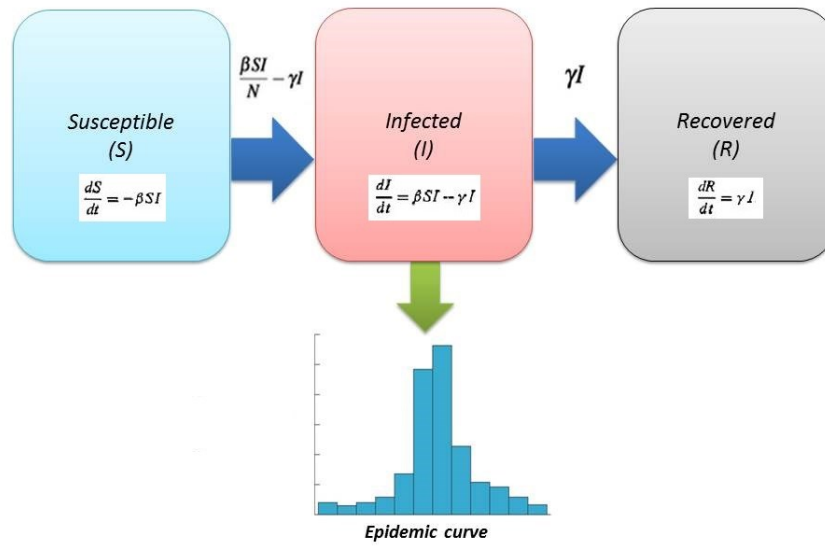 βSI/N − γI
γI
Susceptible
(S)
dS/dt = −βSI
Infected
(I)
dI/dt = βSI -- γI
Recovered
(R)
dR/dt = γI
Epidemic curve